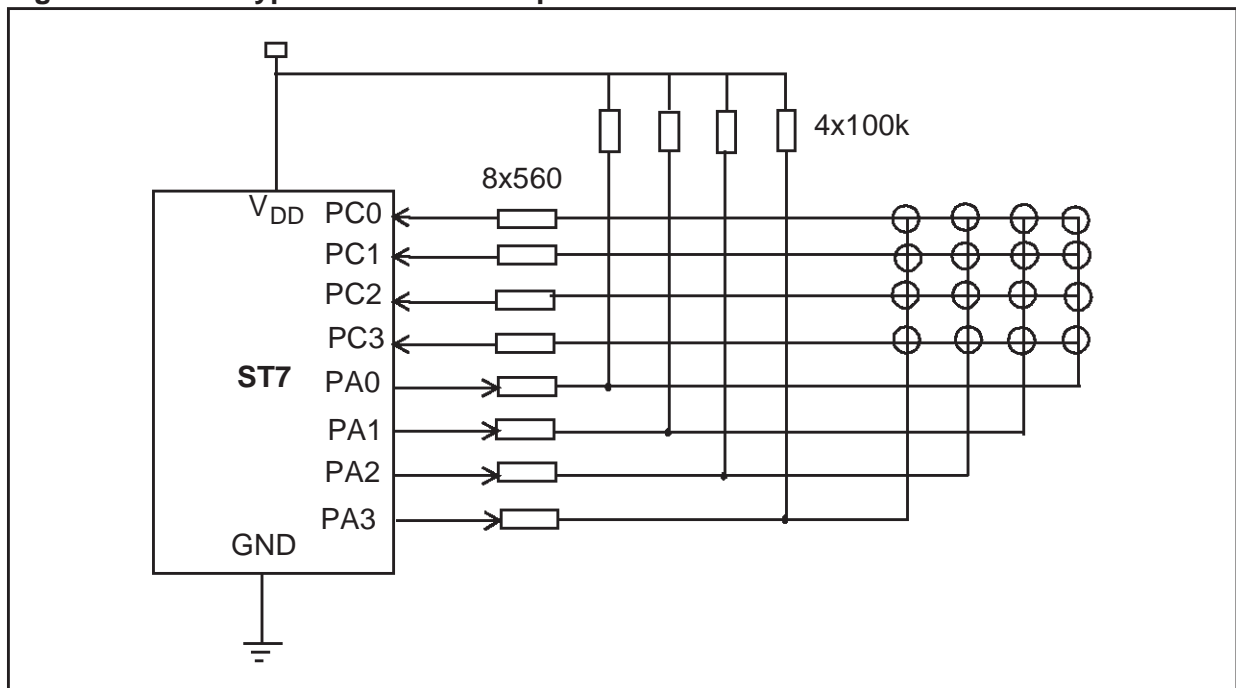 4x100k
8x560
VDD
PC0
PC1
PC2
PC3
ST7
PA0
PA1
PA2
PA3
GND